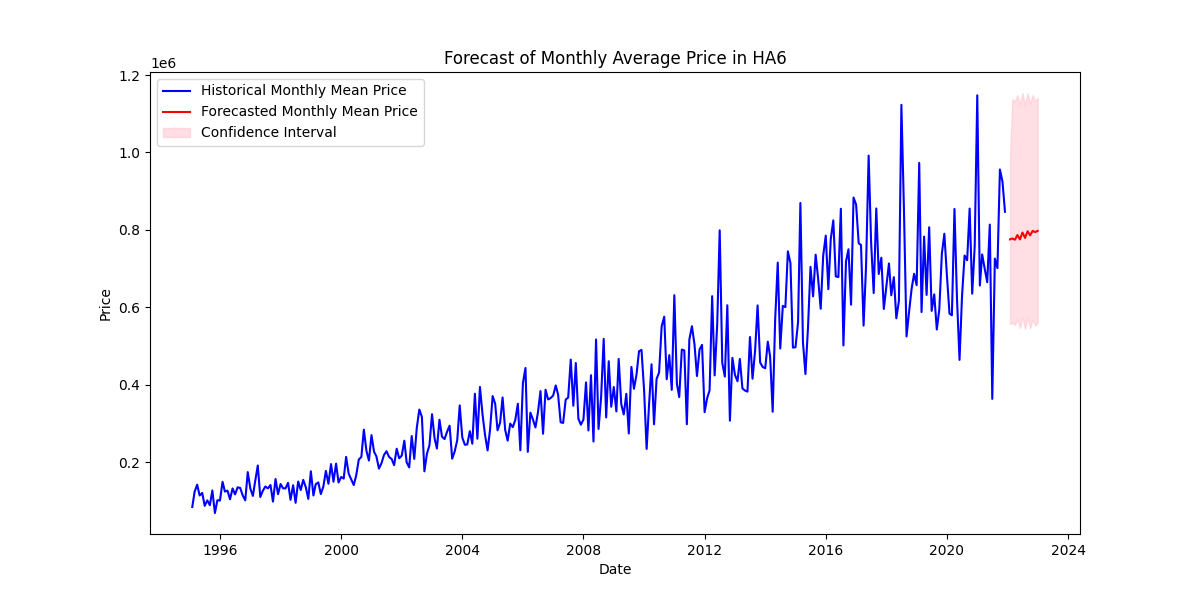 Forecast of Monthly Average Price in HA6
1e6
Historical Monthly Mean Price
Forecasted Monthly Mean Price
Confidence Interval
Price
1.2
1.0
0.8
0.6
0.4
0.2
1996 2000 2004 2008 2012 2016 2020 2024
Date